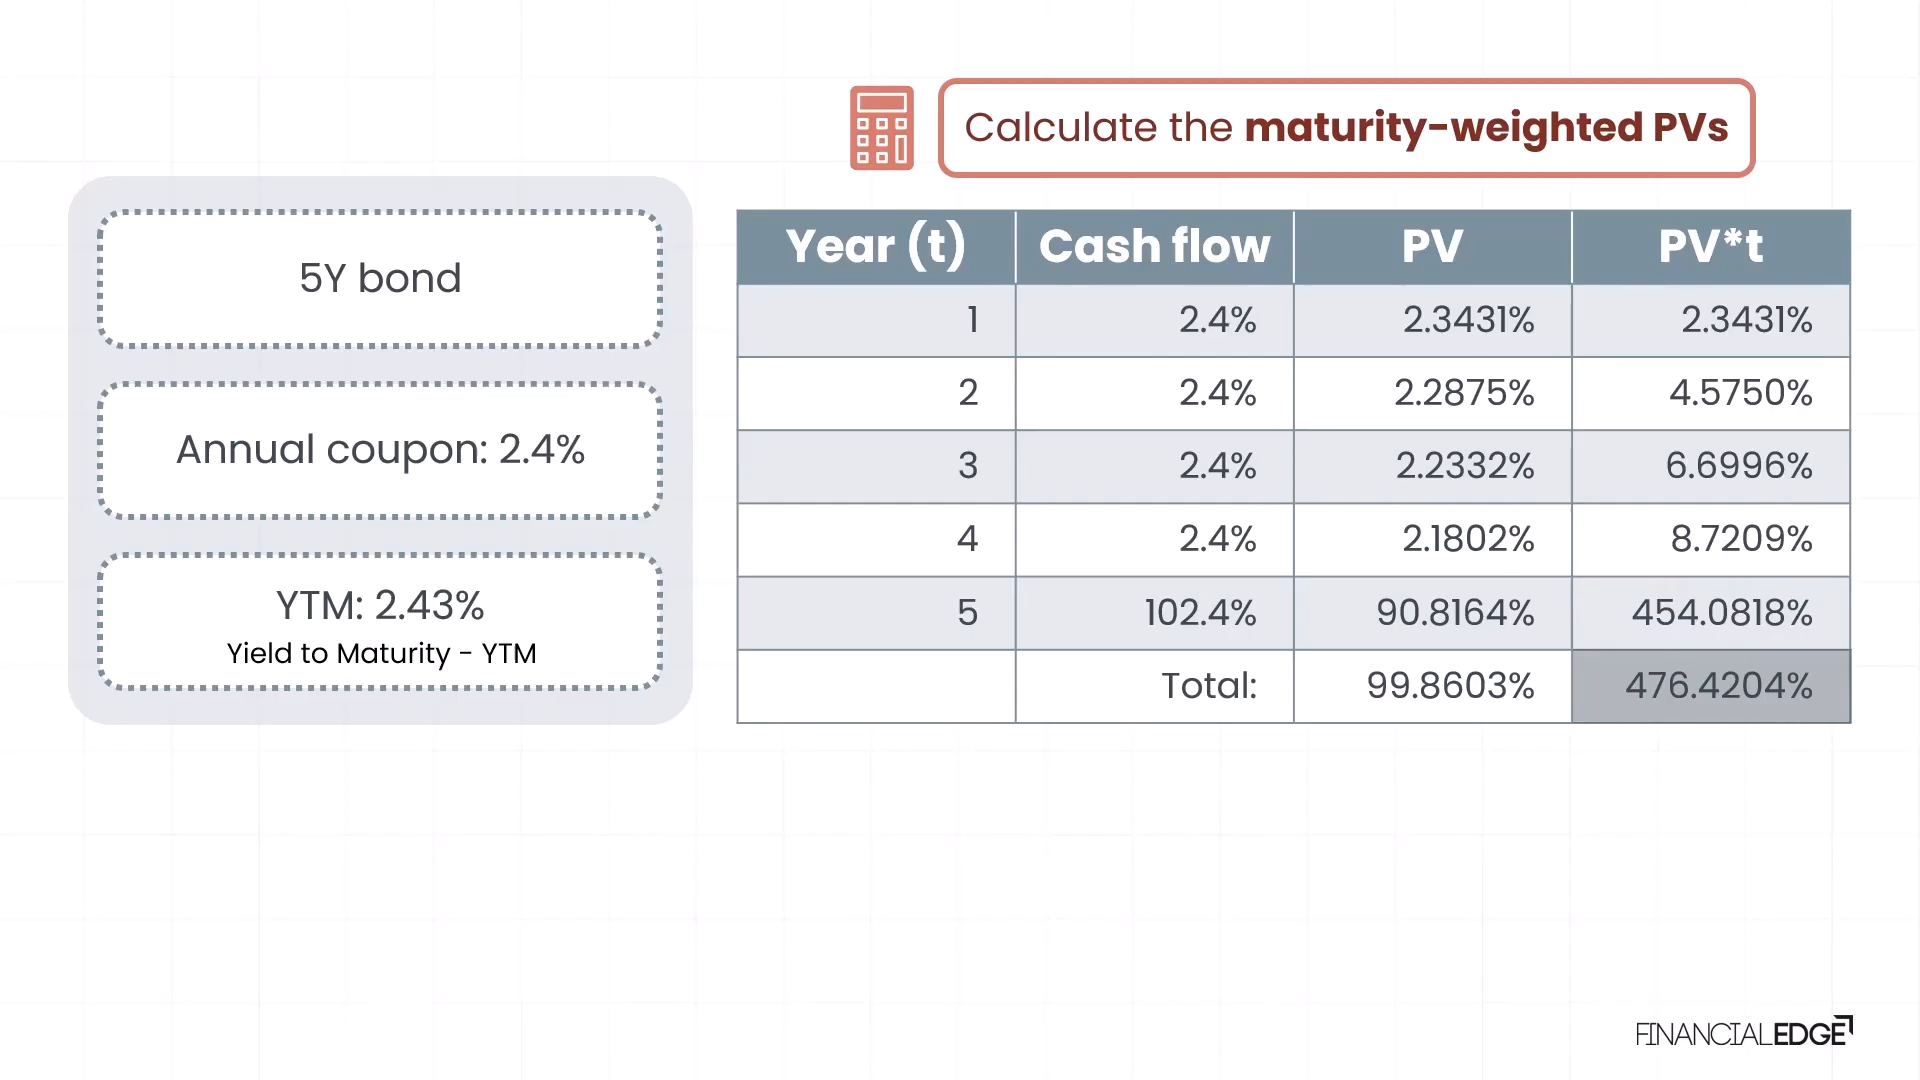 Calculate the maturity-weighted PVs
5Y bond
Annual coupon: 2.4%
YTM: 2.43%
Yield to Maturity - YTM
Year (t) Cash flow PV PV*t
1 2.4% 2.3431% 2.3431%
2 2.4% 2.2875% 4.5750%
3 2.4% 2.2332% 6.6996%
4 2.4% 2.1802% 8.7209%
5 102.4% 90.8164% 454.0818%
Total: 99.8603% 476.4204%
FINANCIALEDGE